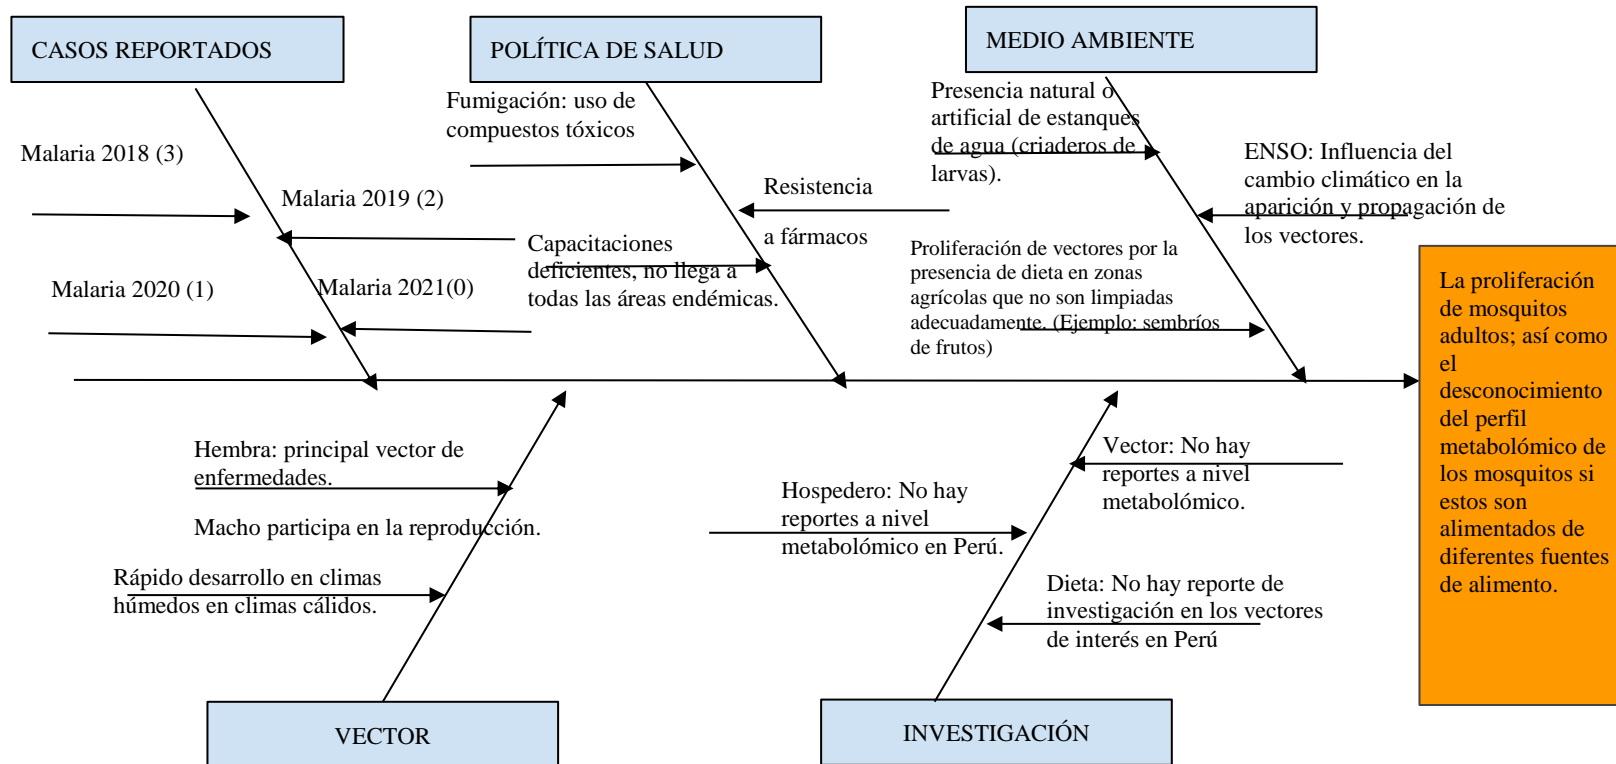 CASOS REPORTADOS
POLÍTICA DE SALUD
MEDIO AMBIENTE
Malaria 2018 (3)
Malaria 2019 (2)
Malaria 2020 (1)
Malaria 2021(0)
Fumigación: uso de
compuestos tóxicos
Resistencia
a fármacos
Capacitaciones
deficientes, no llega a
todas las áreas endémicas.
Presencia natural o
artificial de estanques
de agua (criaderos de
larvas).
ENSO: Influencia del
cambio climático en la
aparición y propagación de
los vectores.
Proliferación de vectores por la
presencia de dieta en zonas
agrícolas que no son limpiadas
adecuadamente. (Ejemplo: sembríos
de frutos)
La proliferación
de mosquitos
adultos; así como
el
desconocimiento
del perfil
metabolómico de
los mosquitos si
estos son
alimentados de
diferentes fuentes
de alimento.
Hembra: principal vector de
enfermedades.
Macho participa en la reproducción.
Rápido desarrollo en climas
húmedos en climas cálidos.
Vector: No hay
reportes a nivel
metabolómico.
Hospedero: No hay
reportes a nivel
metabolómico en Perú.
Dieta: No hay reporte de
investigación en los vectores
de interés en Perú
VECTOR
INVESTIGACIÓN